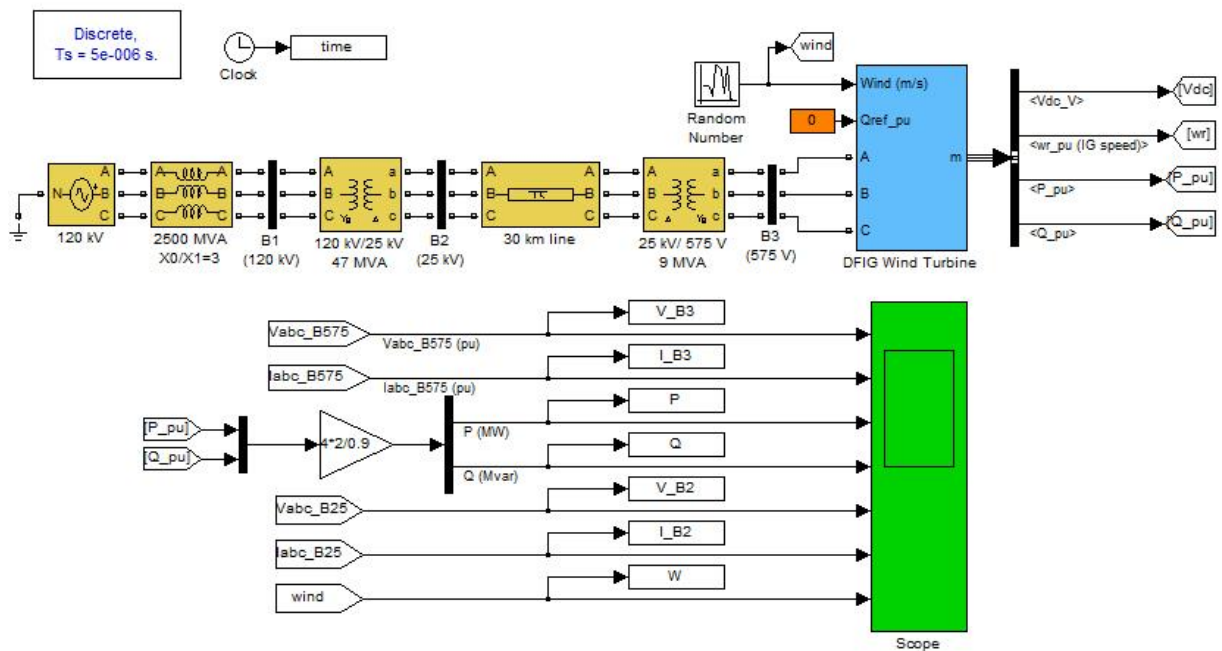 Discrete,
Ts = 5e-006 s.
Clock
time
wind
Random
Number
0
Wind (m/s)
Qref_pu
A
B
C
m
DFIG Wind Turbine
<Vdc_V>
[Vdc]
<wr_pu (IG speed)>
[wr]
<P_pu>
[P_pu]
<Q_pu>
[Q_pu]
N
A
B
C
120 kV
A A
B B
C C
2500 MVA
X0/X1=3
B1
(120 kV)
A a
B b
C c
Yg Δ
120 kV/25 kV
47 MVA
B2
(25 kV)
A A
B B
C C
30 km line
A a
B b
C c
Δ Yg
25 kV/ 575 V
9 MVA
B3
(575 V)
Vabc_B575
Vabc_B575 (pu)
V_B3
Iabc_B575
Iabc_B575 (pu)
I_B3
[P_pu]
[Q_pu]
4*2/0.9
P (MW)
P
Q (Mvar)
Q
Vabc_B25
V_B2
Iabc_B25
I_B2
wind
W
Scope